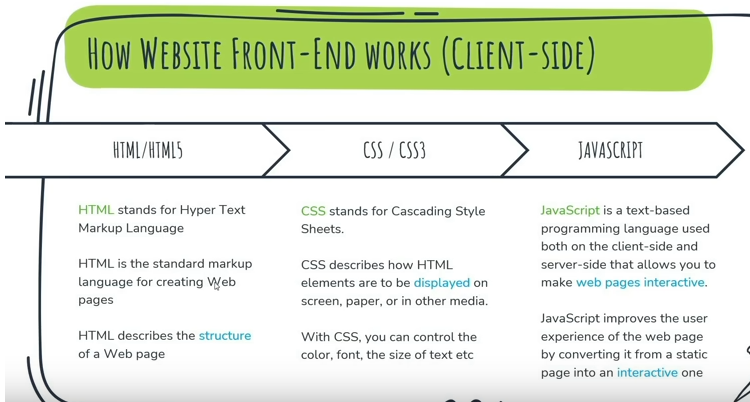 How Website Front-End works (Client-side)
HTML/HTML5
CSS / CSS3
JAVASCRIPT
HTML stands for Hyper Text
Markup Language
HTML is the standard markup
language for creating Web
pages
HTML describes the structure
of a Web page
CSS stands for Cascading Style
Sheets.
CSS describes how HTML
elements are to be displayed on
screen, paper, or in other media.
With CSS, you can control the
color, font, the size of text etc
JavaScript is a text-based
programming language used
both on the client-side and
server-side that allows you to
make web pages interactive.
JavaScript improves the user
experience of the web page
by converting it from a static
page into an interactive one